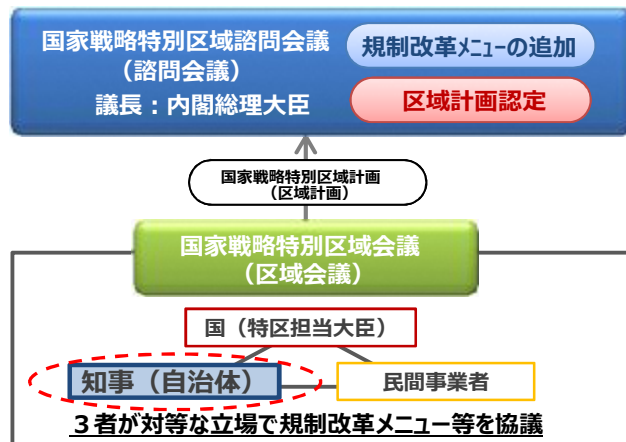 国家戦略特別区域諮問会議
（諮問会議）
議長：内閣総理大臣
規制改革ﾒﾆｭｰの追加
区域計画認定
国家戦略特別区域計画
（区域計画）
国家戦略特別区域会議
（区域会議）
国（特区担当大臣）
知事（自治体）
民間事業者
３者が対等な立場で規制改革メニュー等を協議